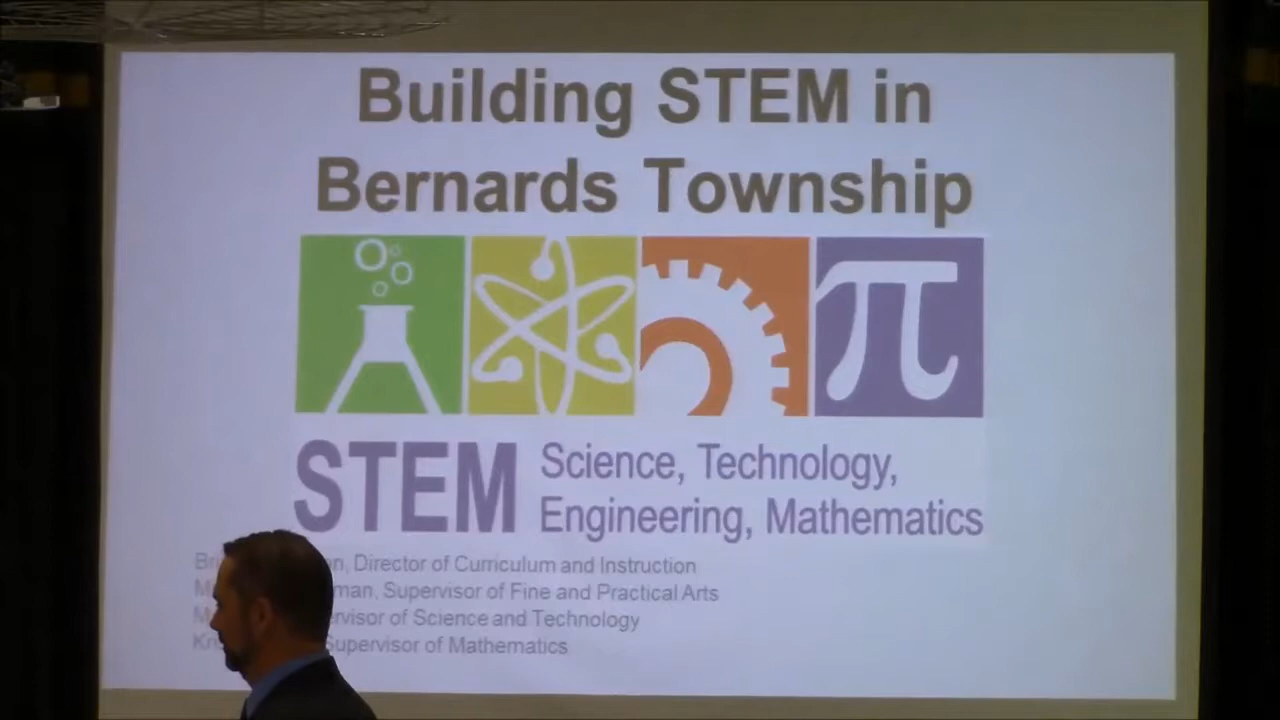 Building STEM in
Bernards Township
STEM Science, Technology,
Engineering, Mathematics
Director of Curriculum and Instruction
Supervisor of Fine and Practical Arts
of Science and Technology
Supervisor of Mathematics